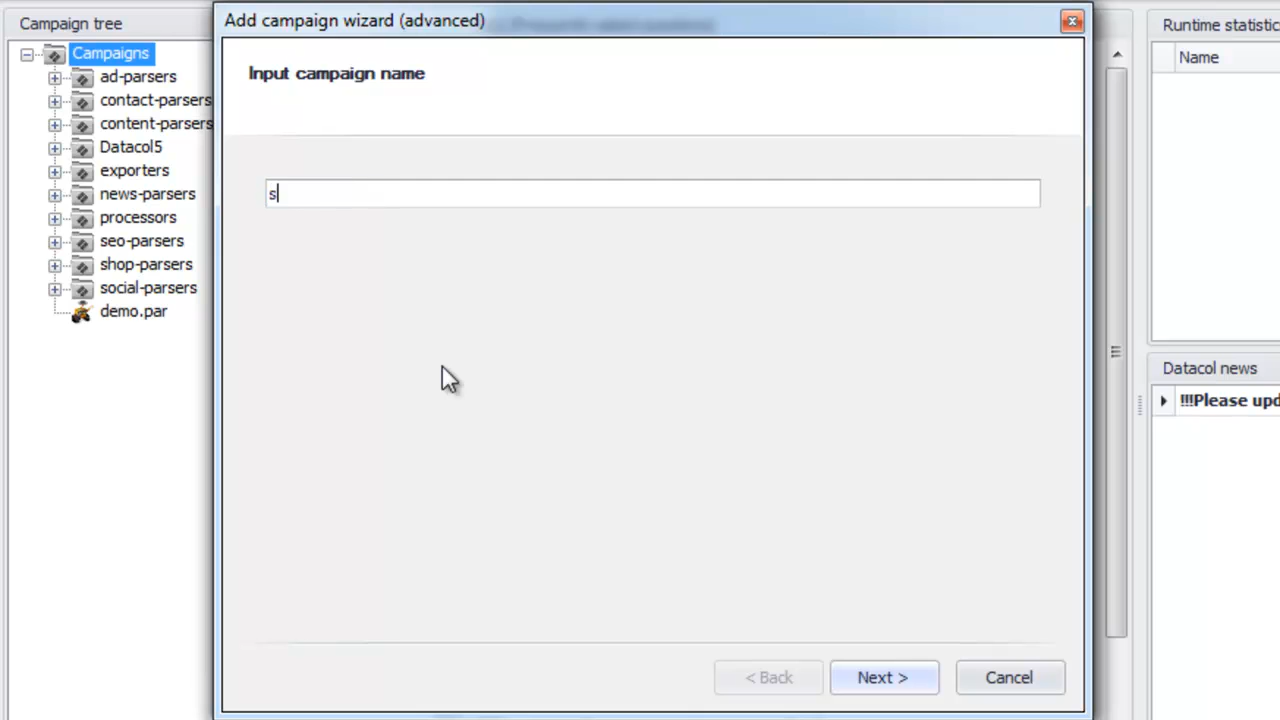 Campaign tree
Campaigns
ad-parsers
contact-parsers
content-parsers
Datacol5
exporters
news-parsers
processors
seo-parsers
shop-parsers
social-parsers
demo.par
Add campaign wizard (advanced)
Input campaign name
s
< Back
Next >
Cancel
Runtime statistic
Name
Datacol news
!!!Please upd